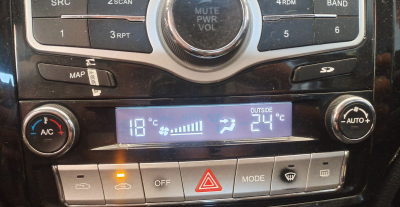 SRC
2 SCAN
MUTE
PWR
VOL
4 RDM
BAND
1
3 RPT
5
6
MAP
SD
A/C
18 °C
OUTSIDE
24 °C
- AUTO +
OFF
MODE